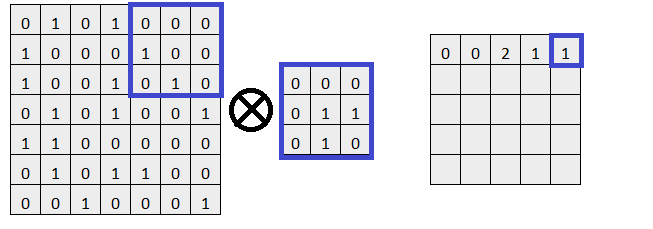 0 1 0 1 0 0 0
1 0 0 0 1 0 0
1 0 0 1 0 1 0
0 1 0 1 0 0 1
1 1 0 0 0 0 0
0 1 0 1 1 0 0
0 0 1 0 0 0 1
0 0 0
0 1 1
0 1 0
0 0 2 1 1